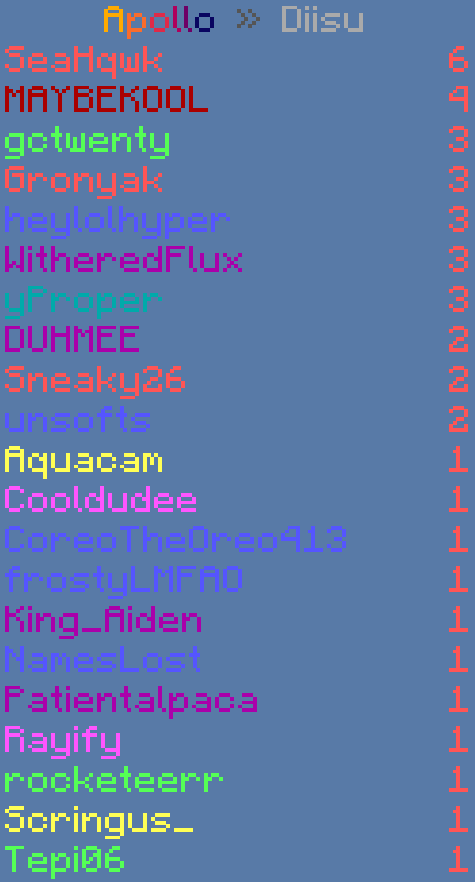 Apollo » Diisu
SeaHqwk 6
MAYBEKOOL 4
gctwenty 3
Gronyak 3
heylolhyper 3
WitheredFlux 3
yProper 3
DUHMEE 2
Sneaky26 2
unsofts 2
Aquacam 1
Cooldudee 1
CoreoTheOreo413 1
frostyLMFAO 1
King_Aiden 1
NamesLost 1
Patientalpaca 1
Rayify 1
rocketeerr 1
Scringus_ 1
Tepi06 1